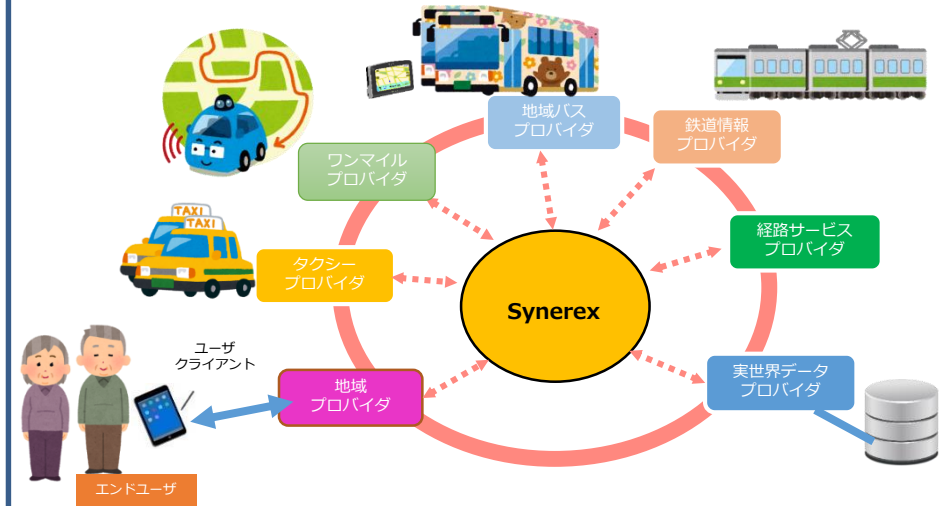 地域バス
プロバイダ
鉄道情報
プロバイダ
ワンマイル
プロバイダ
TAXI
TAXI
経路サービス
プロバイダ
タクシー
プロバイダ
Synerex
ユーザ
クライアント
地域
プロバイダ
実世界データ
プロバイダ
エンドユーザ